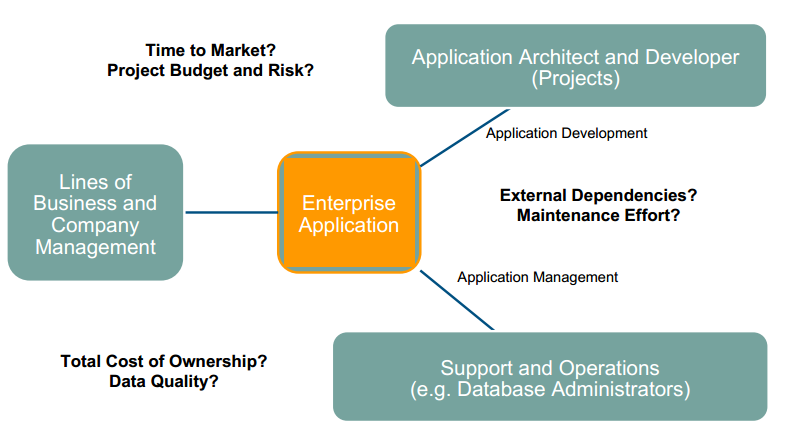 Time to Market?
Project Budget and Risk?
Application Architect and Developer
(Projects)
Application Development
Lines of
Business and
Company
Management
Enterprise
Application
External Dependencies?
Maintenance Effort?
Application Management
Total Cost of Ownership?
Data Quality?
Support and Operations
(e.g. Database Administrators)